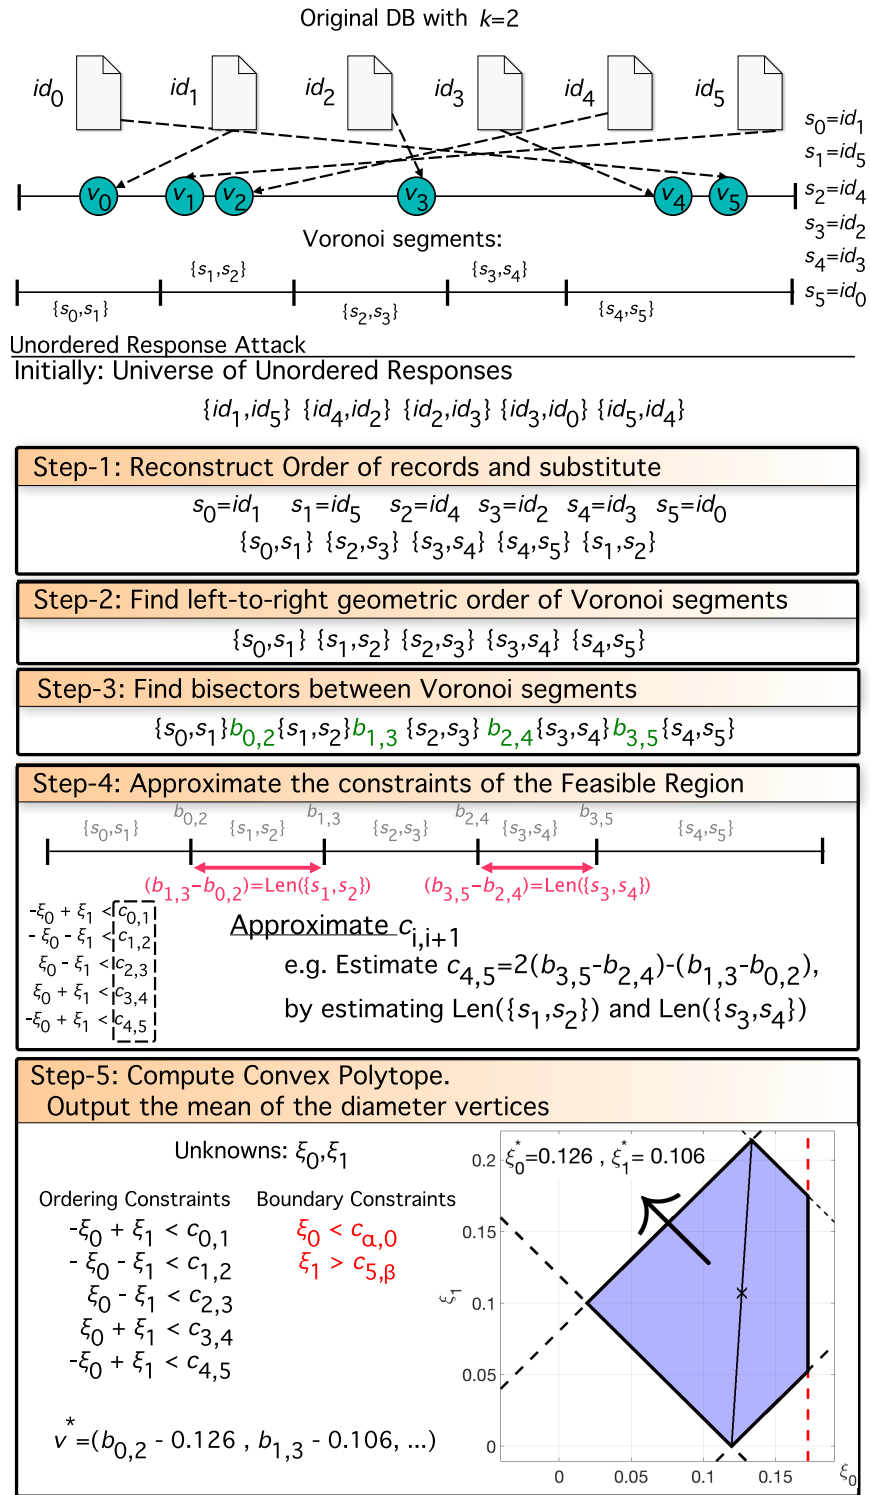 Original DB with k=2
id0 id1 id2 id3 id4 id5
s0=id1
s1=id5
s2=id4
s3=id2
s4=id3
s5=id0
v0 v1 v2 v3 v4 v5
Voronoi segments:
{s1,s2} {s3,s4}
{s0,s1} {s2,s3} {s4,s5}
Unordered Response Attack
Initially: Universe of Unordered Responses
{id1,id5} {id4,id2} {id2,id3} {id3,id0} {id5,id4}
Step-1: Reconstruct Order of records and substitute
s0=id1 s1=id5 s2=id4 s3=id2 s4=id3 s5=id0
{s0,s1} {s2,s3} {s3,s4} {s4,s5} {s1,s2}
Step-2: Find left-to-right geometric order of Voronoi segments
{s0,s1} {s1,s2} {s2,s3} {s3,s4} {s4,s5}
Step-3: Find bisectors between Voronoi segments
{s0,s1}b0,2{s1,s2}b1,3 {s2,s3} b2,4{s3,s4}b3,5{s4,s5}
Step-4: Approximate the constraints of the Feasible Region
b0,2 b1,3 b2,4 b3,5
{s0,s1} {s1,s2} {s2,s3} {s3,s4} {s4,s5}
(b1,3-b0,2)=Len({s1,s2}) (b3,5-b2,4)=Len({s3,s4})
-ξ0 + ξ1 < c0,1
- ξ0 - ξ1 < c1,2
ξ0 - ξ1 < c2,3
ξ0 + ξ1 < c3,4
-ξ0 + ξ1 < c4,5
Approximate ci,i+1
e.g. Estimate c4,5=2(b3,5-b2,4)-(b1,3-b0,2),
by estimating Len({s1,s2}) and Len({s3,s4})
Step-5: Compute Convex Polytope.
Output the mean of the diameter vertices
Unknowns: ξ0,ξ1
Ordering Constraints
-ξ0 + ξ1 < c0,1
- ξ0 - ξ1 < c1,2
ξ0 - ξ1 < c2,3
ξ0 + ξ1 < c3,4
-ξ0 + ξ1 < c4,5
Boundary Constraints
ξ0 < cα,0
ξ1 > c5,β
v*=(b0,2 - 0.126 , b1,3 - 0.106, ...)
ξ0*=0.126 , ξ1*= 0.106
0.2
0.15
0.1
0.05
0
ξ1
0 0.05 0.1 0.15 ξ0